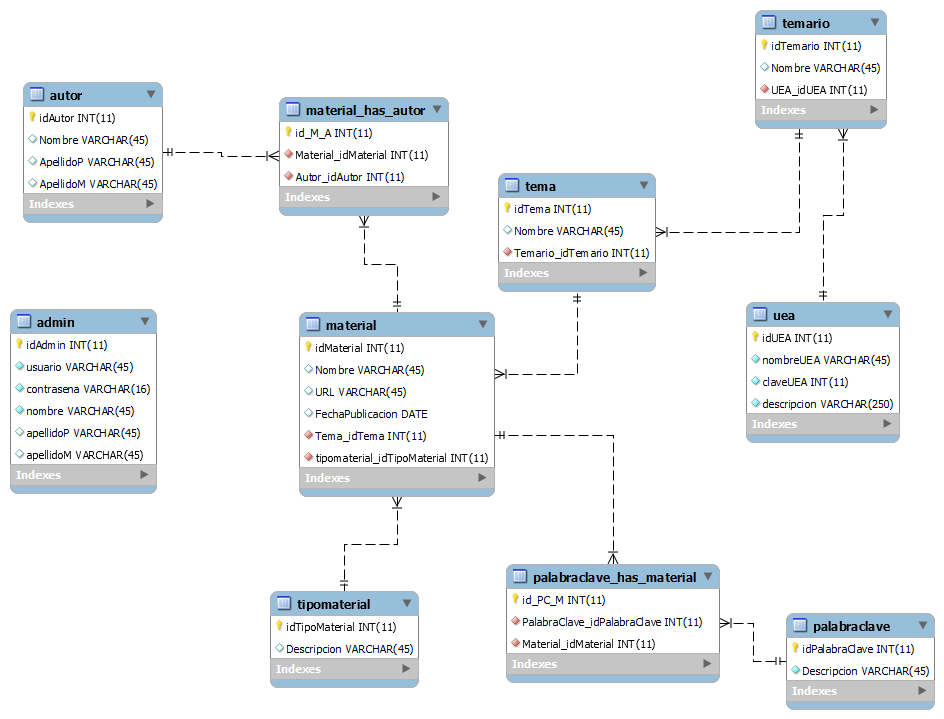 temario
idTemario INT(11)
Nombre VARCHAR(45)
UEA_idUEA INT(11)
Indexes
autor
idAutor INT(11)
Nombre VARCHAR(45)
ApellidoP VARCHAR(45)
ApellidoM VARCHAR(45)
Indexes
material_has_autor
id_M_A INT(11)
Material_idMaterial INT(11)
Autor_idAutor INT(11)
Indexes
tema
idTema INT(11)
Nombre VARCHAR(45)
Temario_idTemario INT(11)
Indexes
admin
idAdmin INT(11)
usuario VARCHAR(45)
contrasena VARCHAR(16)
nombre VARCHAR(45)
apellidoP VARCHAR(45)
apellidoM VARCHAR(45)
Indexes
material
idMaterial INT(11)
Nombre VARCHAR(45)
URL VARCHAR(45)
FechaPublicacion DATE
Tema_idTema INT(11)
tipomaterial_idTipoMaterial INT(11)
Indexes
uea
idUEA INT(11)
nombreUEA VARCHAR(45)
claveUEA INT(11)
descripcion VARCHAR(250)
Indexes
tipomaterial
idTipoMaterial INT(11)
Descripcion VARCHAR(45)
Indexes
palabraclave_has_material
id_PC_M INT(11)
PalabraClave_idPalabraClave INT(11)
Material_idMaterial INT(11)
Indexes
palabraclave
idPalabraClave INT(11)
Descripcion VARCHAR(45)
Indexes